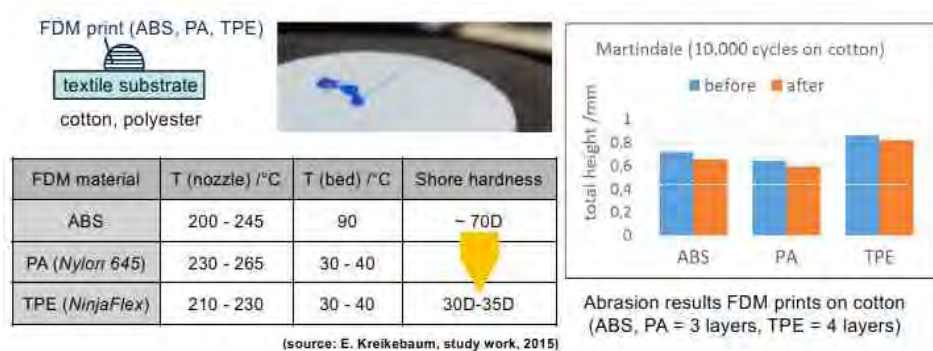 FDM print (ABS, PA, TPE)
textile substrate
cotton, polyester
FDM material T (nozzle) /°C T (bed) /°C Shore hardness
ABS 200 - 245 90 ~ 70D
PA (Nylon 645) 230 - 265 30 - 40
TPE (NinjaFlex) 210 - 230 30 - 40 30D-35D
(source: E. Kreikebaum, study work, 2015)
Martindale (10.000 cycles on cotton)
before after
total height /mm
1
0,8
0,6
0,4
0,2
0
ABS PA TPE
Abrasion results FDM prints on cotton
(ABS, PA = 3 layers, TPE = 4 layers)